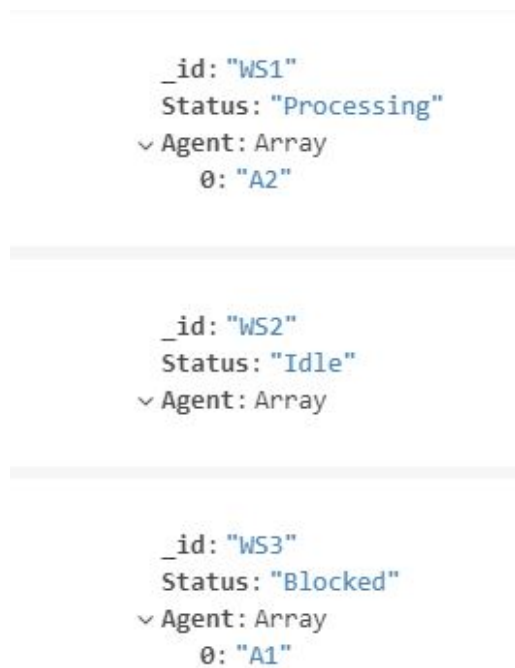 _id: "WS1"
Status: "Processing"
Agent: Array
0: "A2"
_id: "WS2"
Status: "Idle"
Agent: Array
_id: "WS3"
Status: "Blocked"
Agent: Array
0: "A1"